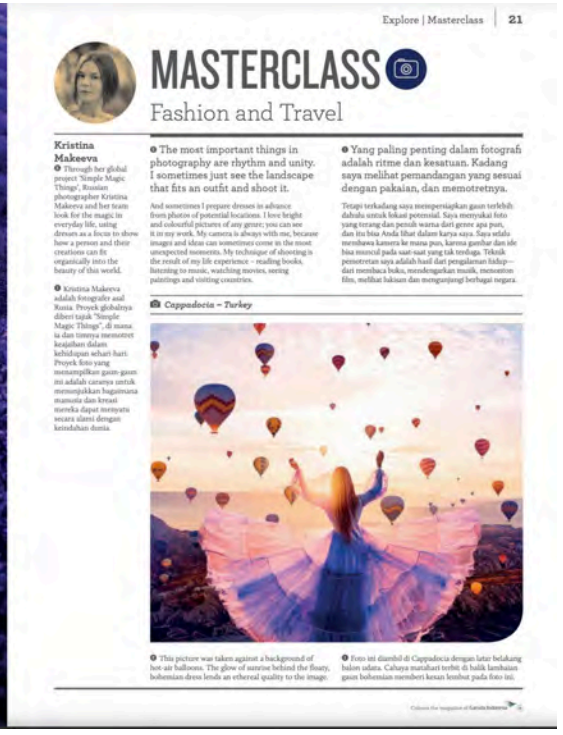 Explore | Masterclass 21
MASTERCLASS
Fashion and Travel
Kristina
Makeeva
Through her global
project 'Simple Magic
Things', Russian
photographer Kristina
Makeeva and her team
look for the magic in
everyday life, using
dresses as a focus to show
how a person and their
creations can fit
organically into the
beauty of this world.
Kristina Makeeva
adalah fotografer asal
Rusia. Proyek globalnya
diberi tajuk "Simple
Magic Things", di mana
ia dan timnya memotret
keajaiban dalam
kehidupan sehari-hari.
Proyek foto yang
menampilkan gaun-gaun
ini adalah caranya untuk
menunjukkan bagaimana
manusia dan kreasi
mereka dapat menyatu
secara alami dengan
keindahan dunia.
The most important things in
photography are rhythm and unity.
I sometimes just see the landscape
that fits an outfit and shoot it.
And sometimes I prepare dresses in advance
from photos of potential locations. I love bright
and colourful pictures of any genre; you can see
it in my work. My camera is always with me, because
images and ideas can sometimes come in the most
unexpected moments. My technique of shooting is
the result of my life experience – reading books,
listening to music, watching movies, seeing
paintings and visiting countries.
Yang paling penting dalam fotografi
adalah ritme dan kesatuan. Kadang
saya melihat pemandangan yang sesuai
dengan pakaian, dan memotretnya.
Tetapi terkadang saya mempersiapkan gaun terlebih
dahulu untuk lokasi potensial. Saya menyukai foto
yang terang dan penuh warna dari genre apa pun,
dan itu bisa Anda lihat dalam karya saya. Saya selalu
membawa kamera ke mana pun, karena gambar dan ide
bisa muncul pada saat-saat yang tak terduga. Teknik
pemotretan saya adalah hasil dari pengalaman hidup—
dari membaca buku, mendengarkan musik, menonton
film, melihat lukisan dan mengunjungi berbagai negara.
Cappadocia – Turkey
This picture was taken against a background of
hot-air balloons. The glow of sunrise behind the floaty,
bohemian dress lends an ethereal quality to the image.
Foto ini diambil di Cappadocia dengan latar belakang
balon udara. Cahaya matahari terbit di balik lambaian
gaun bohemian memberi kesan lembut pada foto ini.
Colours the magazine of Garuda Indonesia